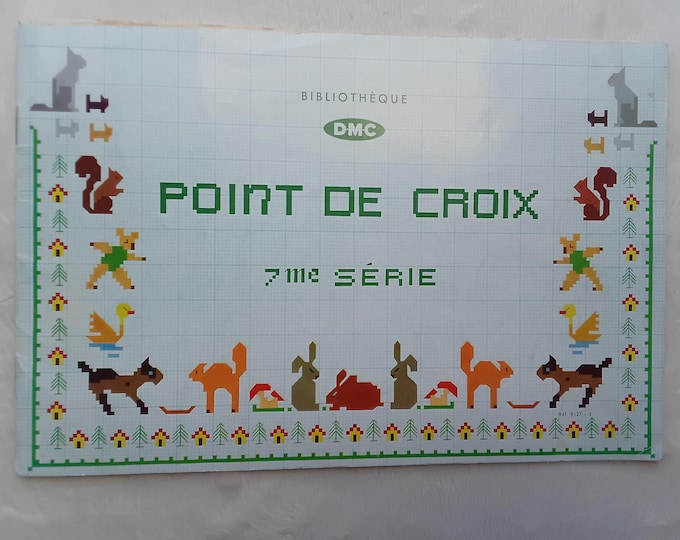 BIBLIOTHÈQUE
DMC
POINT DE CROIX
7me SÉRIE